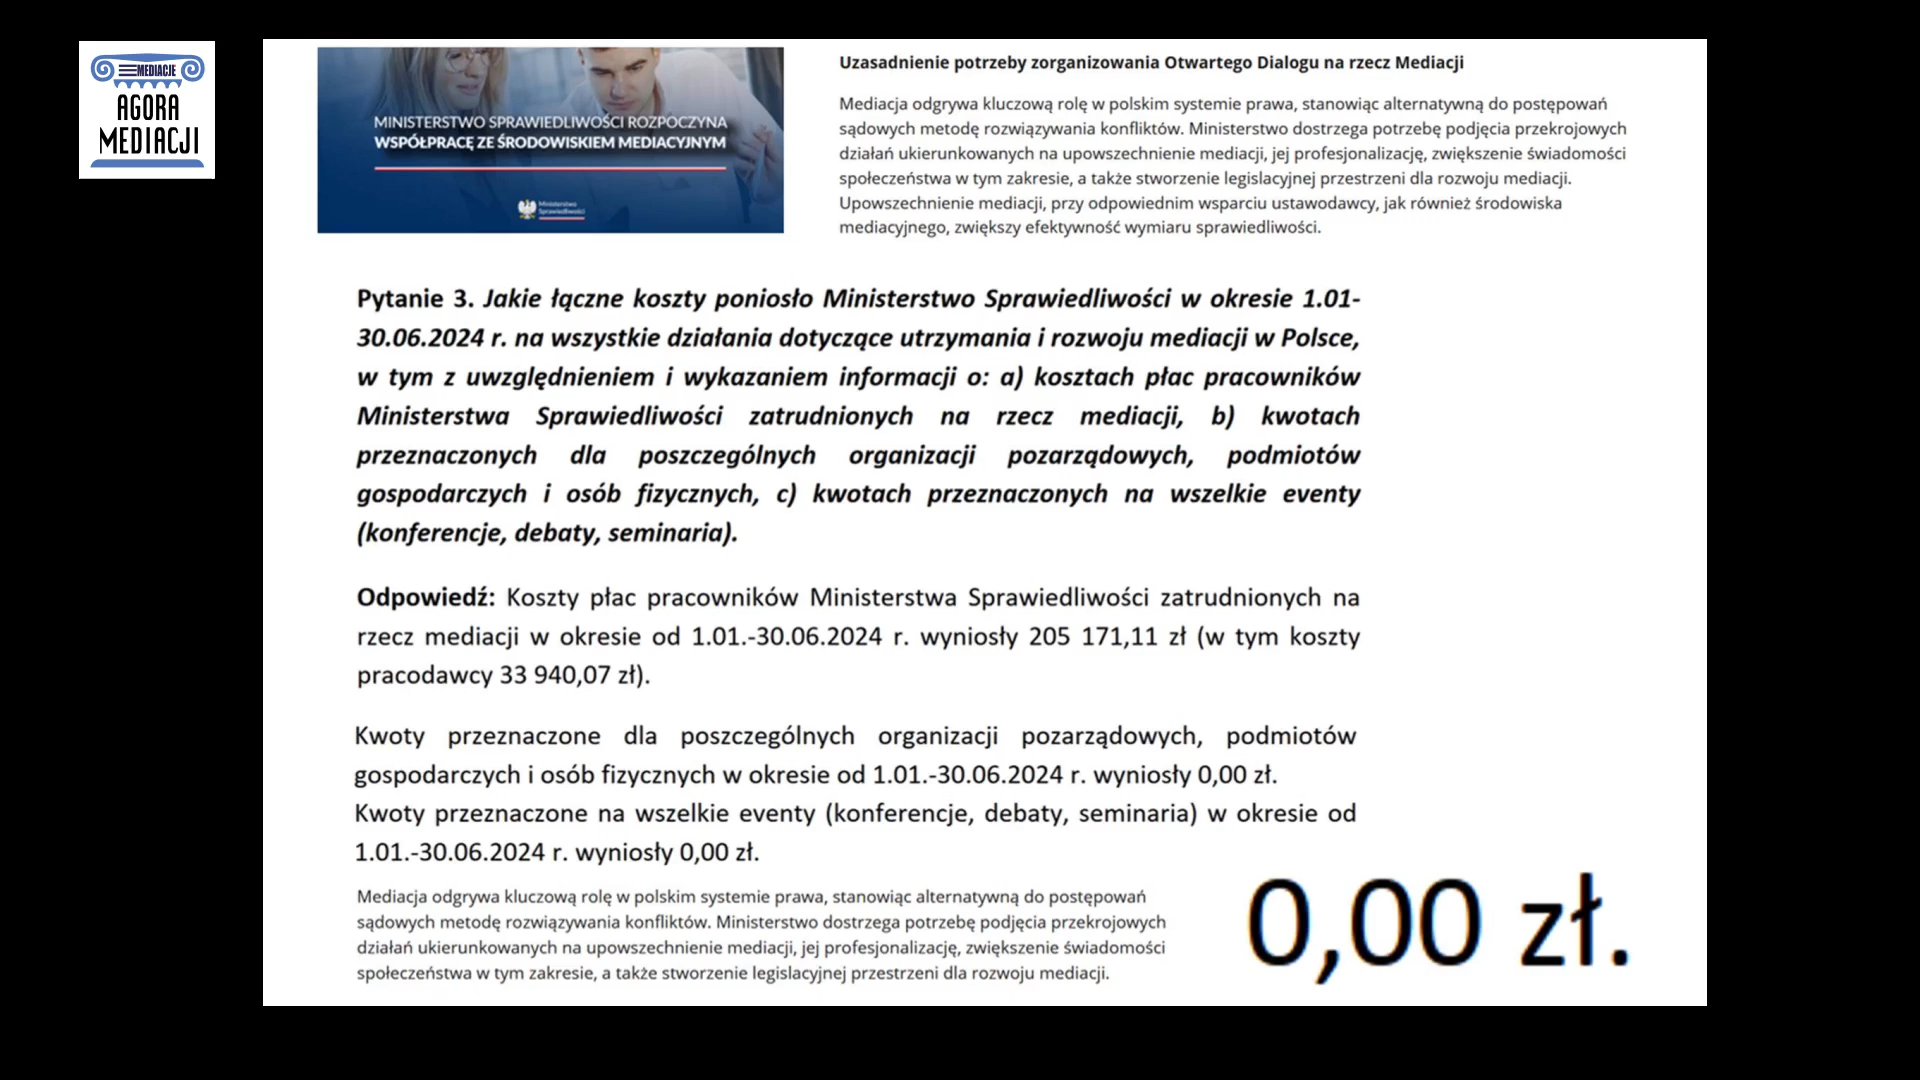 MEDIACJE
AGORA
MEDIACJI
MINISTERSTWO SPRAWIEDLIWOŚCI ROZPOCZYNA
WSPÓŁPRACĘ ZE ŚRODOWISKIEM MEDIACYJNYM
Ministerstwo
Sprawiedliwości
Uzasadnienie potrzeby zorganizowania Otwartego Dialogu na rzecz Mediacji
Mediacja odgrywa kluczową rolę w polskim systemie prawa, stanowiąc alternatywną do postępowań
sądowych metodę rozwiązywania konfliktów. Ministerstwo dostrzega potrzebę podjęcia przekrojowych
działań ukierunkowanych na upowszechnienie mediacji, jej profesjonalizację, zwiększenie świadomości
społeczeństwa w tym zakresie, a także stworzenie legislacyjnej przestrzeni dla rozwoju mediacji.
Upowszechnienie mediacji, przy odpowiednim wsparciu ustawodawcy, jak również środowiska
mediacyjnego, zwiększy efektywność wymiaru sprawiedliwości.
Pytanie 3. Jakie łączne koszty poniosło Ministerstwo Sprawiedliwości w okresie 1.01-
30.06.2024 r. na wszystkie działania dotyczące utrzymania i rozwoju mediacji w Polsce,
w tym z uwzględnieniem i wykazaniem informacji o: a) kosztach płac pracowników
Ministerstwa Sprawiedliwości zatrudnionych na rzecz mediacji, b) kwotach
przeznaczonych dla poszczególnych organizacji pozarządowych, podmiotów
gospodarczych i osób fizycznych, c) kwotach przeznaczonych na wszelkie eventy
(konferencje, debaty, seminaria).
Odpowiedź: Koszty płac pracowników Ministerstwa Sprawiedliwości zatrudnionych na
rzecz mediacji w okresie od 1.01.-30.06.2024 r. wyniosły 205 171,11 zł (w tym koszty
pracodawcy 33 940,07 zł).
Kwoty przeznaczone dla poszczególnych organizacji pozarządowych, podmiotów
gospodarczych i osób fizycznych w okresie od 1.01.-30.06.2024 r. wyniosły 0,00 zł.
Kwoty przeznaczone na wszelkie eventy (konferencje, debaty, seminaria) w okresie od
1.01.-30.06.2024 r. wyniosły 0,00 zł.
Mediacja odgrywa kluczową rolę w polskim systemie prawa, stanowiąc alternatywną do postępowań
sądowych metodę rozwiązywania konfliktów. Ministerstwo dostrzega potrzebę podjęcia przekrojowych
działań ukierunkowanych na upowszechnienie mediacji, jej profesjonalizację, zwiększenie świadomości
społeczeństwa w tym zakresie, a także stworzenie legislacyjnej przestrzeni dla rozwoju mediacji.
0,00 zł.